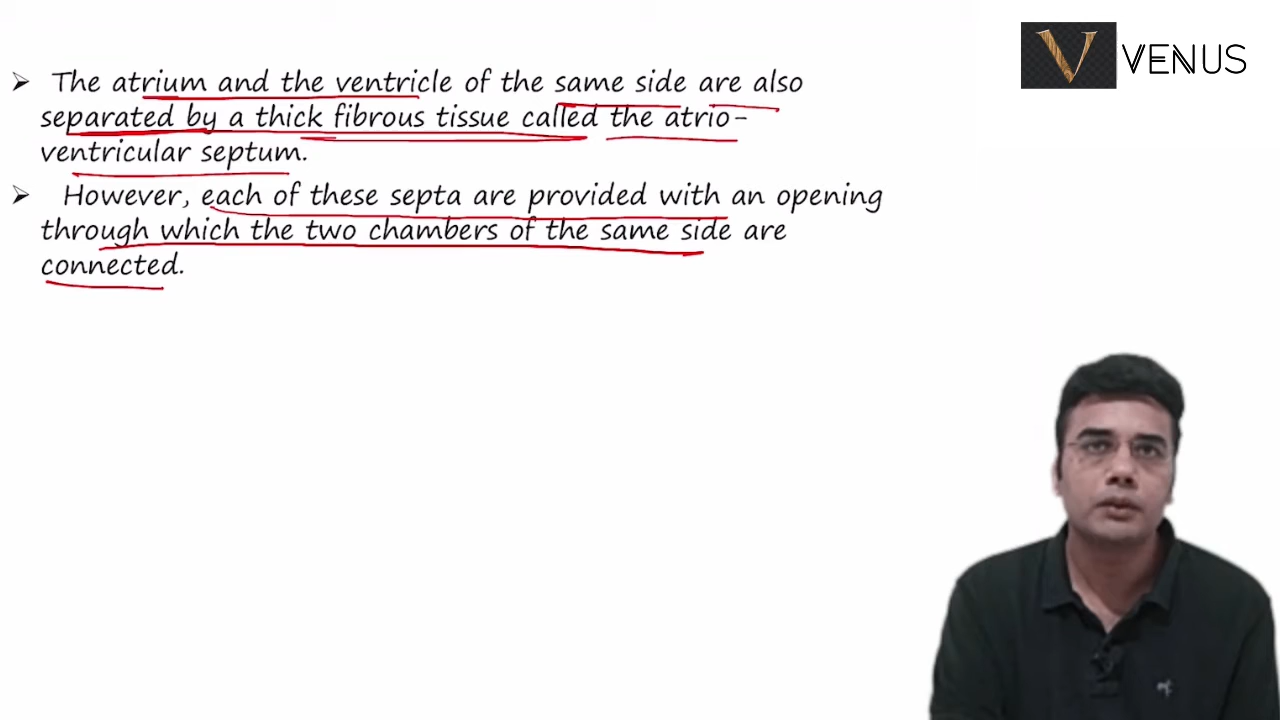 V VENUS
➢ The atrium and the ventricle of the same side are also
separated by a thick fibrous tissue called the atrio-
ventricular septum.
➢ However, each of these septa are provided with an opening
through which the two chambers of the same side are
connected.